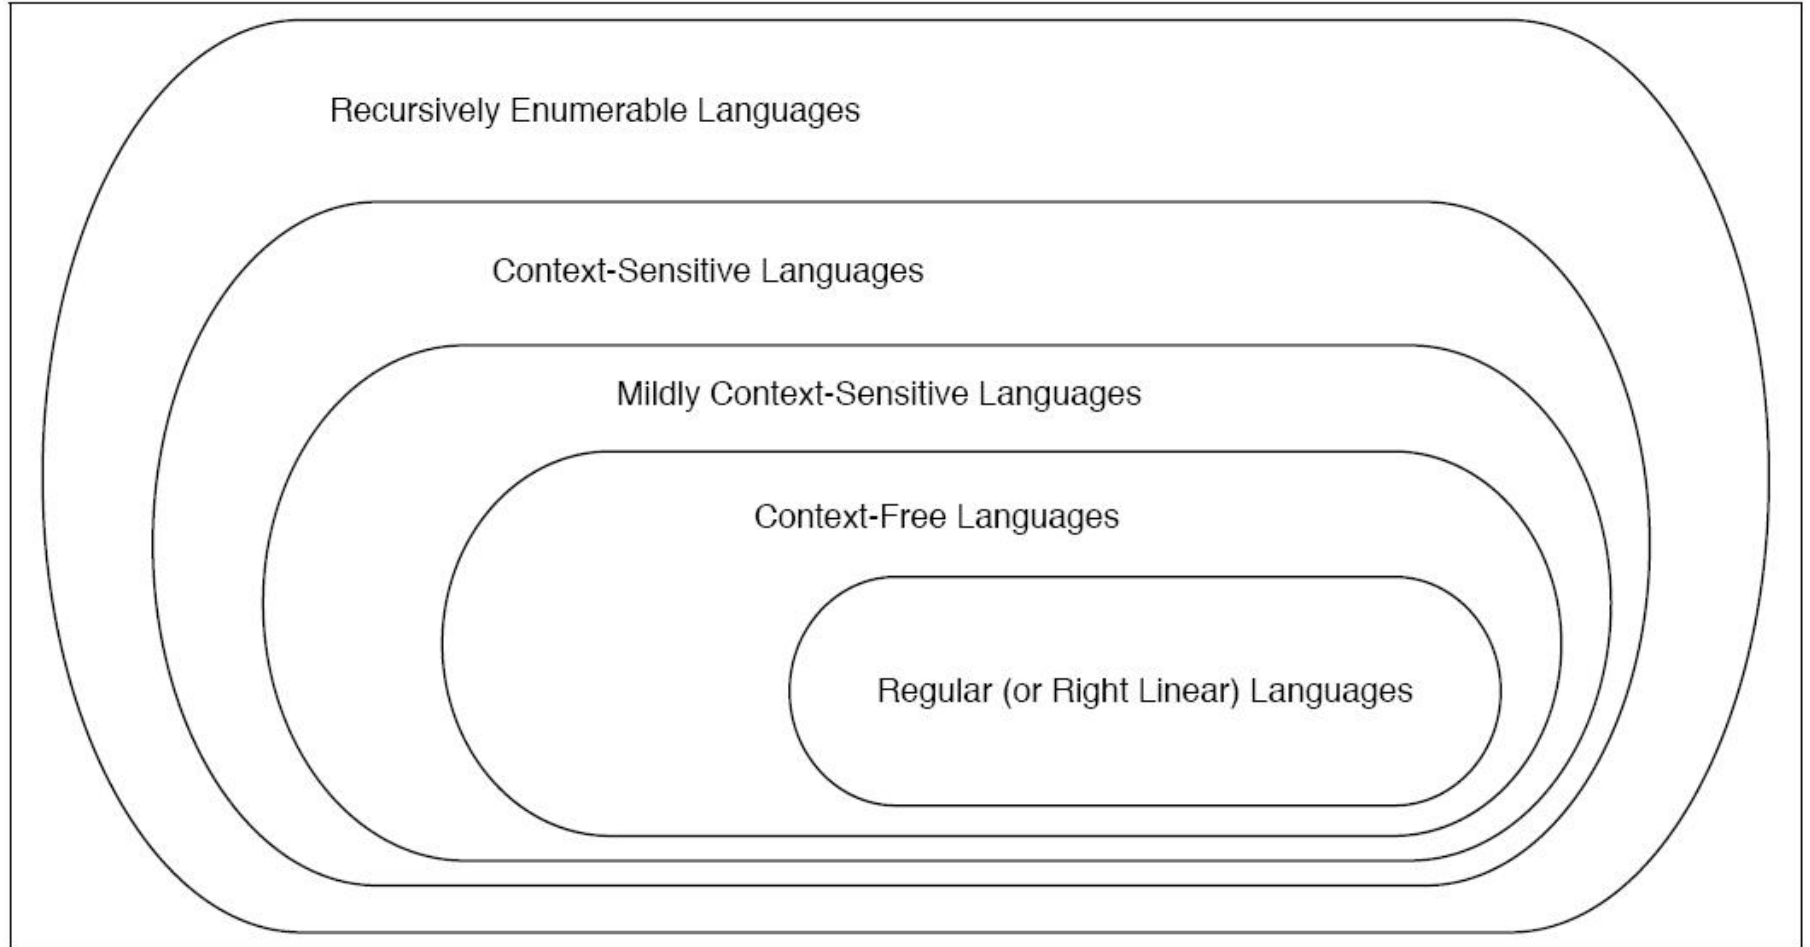 Recursively Enumerable Languages
Context-Sensitive Languages
Mildly Context-Sensitive Languages
Context-Free Languages
Regular (or Right Linear) Languages